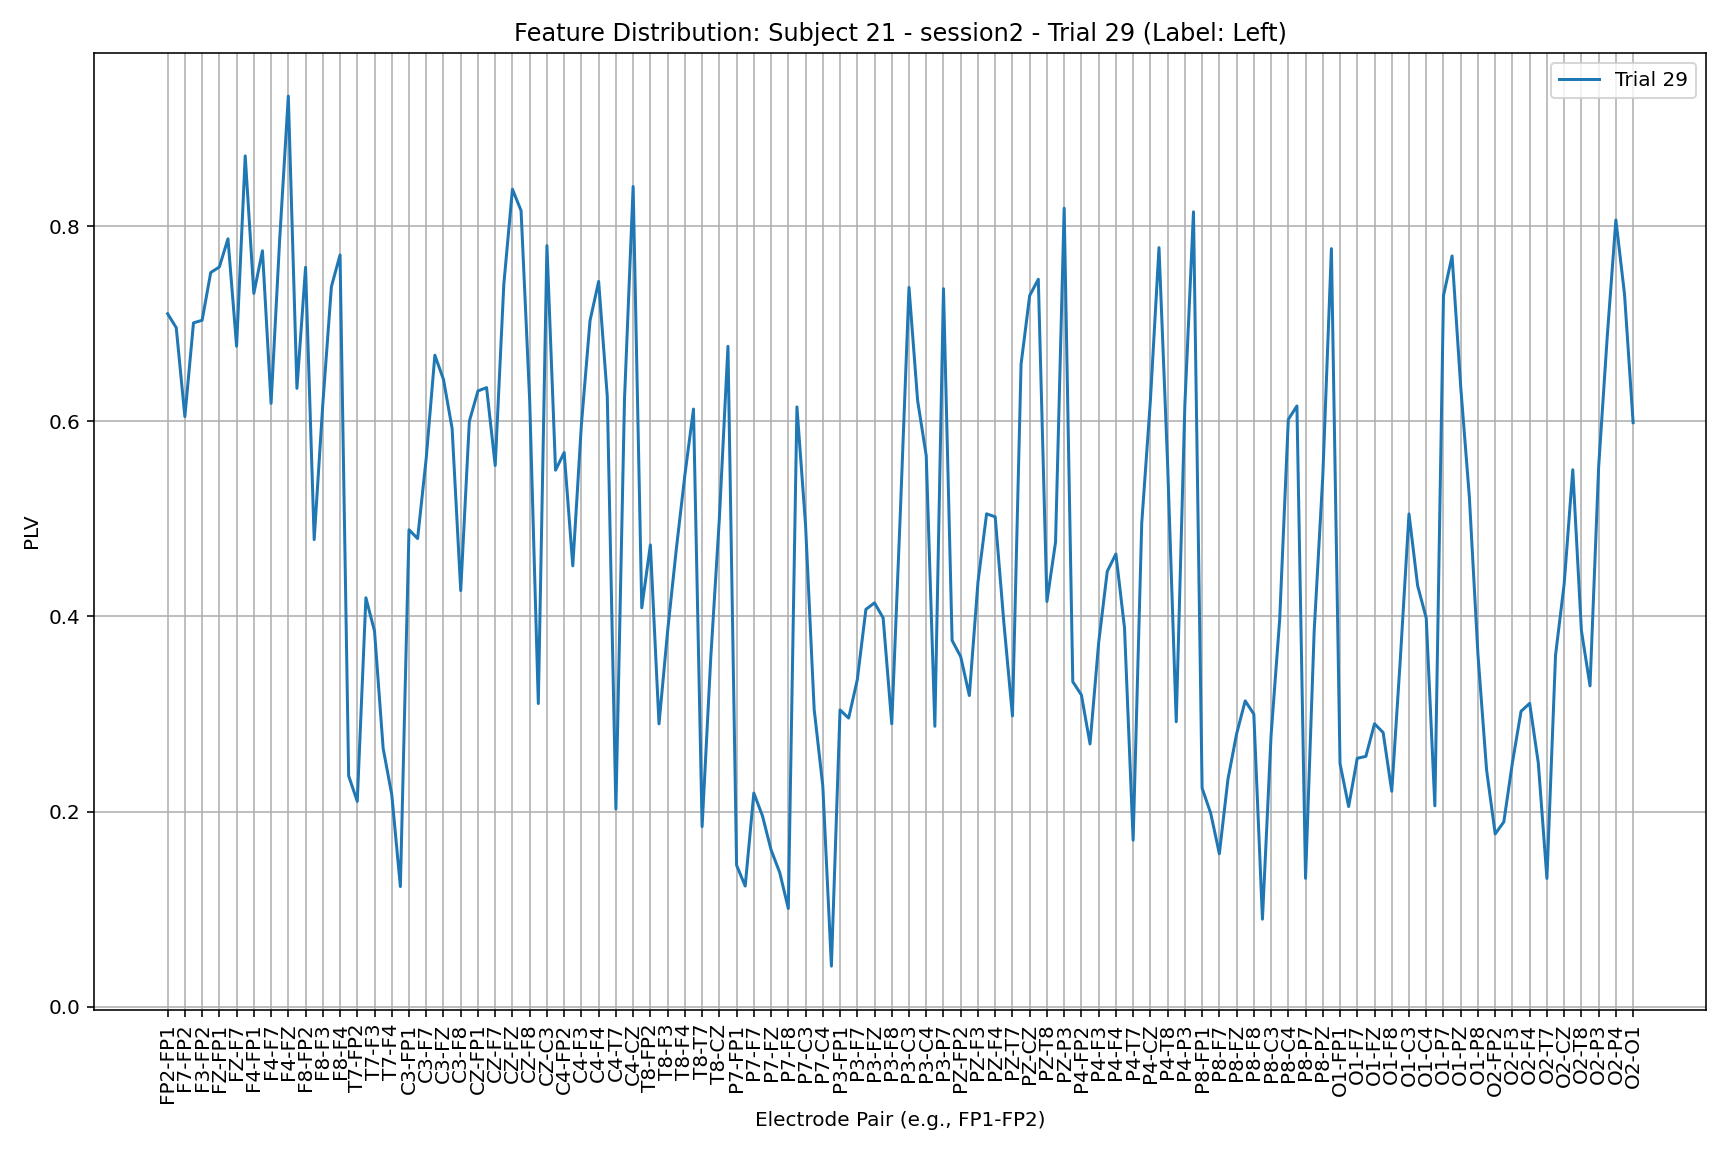 Feature Distribution: Subject 21 - session2 - Trial 29 (Label: Left)
Trial 29
0.8
0.6
0.4
0.2
0.0
PLV
FP2-FP1
F7-FP2
F3-FP2
FZ-FP1
FZ-F7
F4-FP1
F4-F7
F4-FZ
F8-FP2
F8-F3
F8-F4
T7-FP2
T7-F3
T7-F4
C3-FP1
C3-F7
C3-FZ
C3-F8
CZ-FP1
CZ-F7
CZ-FZ
CZ-F8
CZ-C3
C4-FP2
C4-F3
C4-F4
C4-T7
C4-CZ
T8-FP2
T8-F3
T8-F4
T8-T7
T8-CZ
P7-FP1
P7-F7
P7-FZ
P7-F8
P7-C3
P7-C4
P3-FP1
P3-F7
P3-FZ
P3-F8
P3-C3
P3-C4
P3-P7
PZ-FP2
PZ-F3
PZ-F4
PZ-T7
PZ-CZ
PZ-T8
PZ-P3
P4-FP2
P4-F3
P4-F4
P4-T7
P4-CZ
P4-T8
P4-P3
P8-FP1
P8-F7
P8-FZ
P8-F8
P8-C3
P8-C4
P8-P7
P8-PZ
O1-FP1
O1-F7
O1-FZ
O1-F8
O1-C3
O1-C4
O1-P7
O1-PZ
O1-P8
O2-FP2
O2-F3
O2-F4
O2-T7
O2-CZ
O2-T8
O2-P3
O2-P4
O2-O1
Electrode Pair (e.g., FP1-FP2)